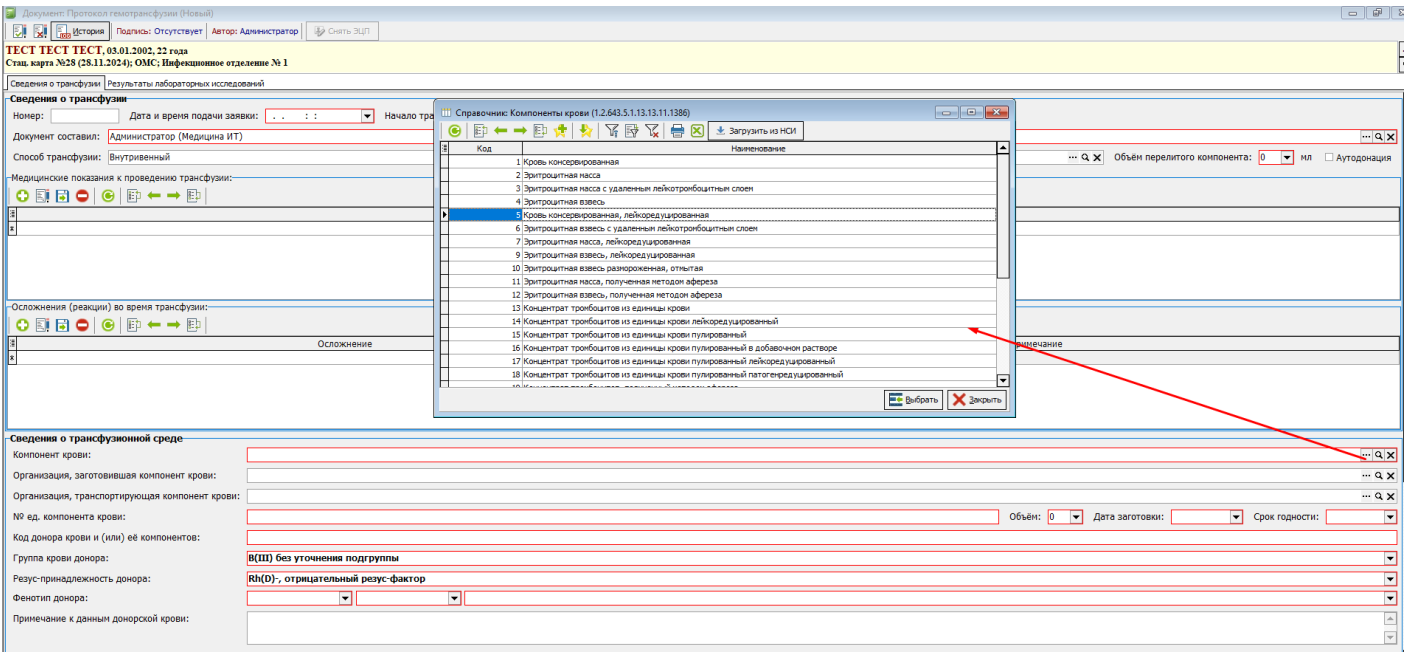 Документ: Протокол гемотрансфузии (Новый)
История Подпись: Отсутствует Автор: Администратор Снять ЭЦП
ТЕСТ ТЕСТ ТЕСТ, 03.01.2002, 22 года
Стац. карта №28 (28.11.2024); ОМС; Инфекционное отделение № 1
Сведения о трансфузии Результаты лабораторных исследований
Сведения о трансфузии
Номер: Дата и время подачи заявки: . . : : Начало тра
Документ составил: Администратор (Медицина ИТ)
Способ трансфузии: Внутривенный Объём перелитого компонента: 0 мл Аутодонация
Медицинские показания к проведению трансфузии:
Осложнения (реакции) во время трансфузии:
Осложнение римечание
Справочник: Компоненты крови (1.2.643.5.1.13.13.11.1386)
Загрузить из НСИ
Код Наименование
1 Кровь консервированная
2 Эритроцитная масса
3 Эритроцитная масса с удаленным лейкотромбоцитным слоем
4 Эритроцитная взвесь
5 Кровь консервированная, лейкоредуцированная
6 Эритроцитная взвесь с удаленным лейкотромбоцитным слоем
7 Эритроцитная масса, лейкоредуцированная
9 Эритроцитная взвесь, лейкоредуцированная
10 Эритроцитная взвесь размороженная, отмытая
11 Эритроцитная масса, полученная методом афереза
12 Эритроцитная взвесь, полученная методом афереза
13 Концентрат тромбоцитов из единицы крови
14 Концентрат тромбоцитов из единицы крови лейкоредуцированный
15 Концентрат тромбоцитов из единицы крови пулированный
16 Концентрат тромбоцитов из единицы крови пулированный в добавочном растворе
17 Концентрат тромбоцитов из единицы крови пулированный лейкоредуцированный
18 Концентрат тромбоцитов из единицы крови пулированный патогенредуцированный
Выбрать Закрыть
Сведения о трансфузионной среде
Компонент крови:
Организация, заготовившая компонент крови:
Организация, транспортирующая компонент крови:
№ ед. компонента крови: Объём: 0 Дата заготовки: Срок годности:
Код донора крови и (или) её компонентов:
Группа крови донора: B(III) без уточнения подгруппы
Резус-принадлежность донора: Rh(D)-, отрицательный резус-фактор
Фенотип донора:
Примечание к данным донорской крови: